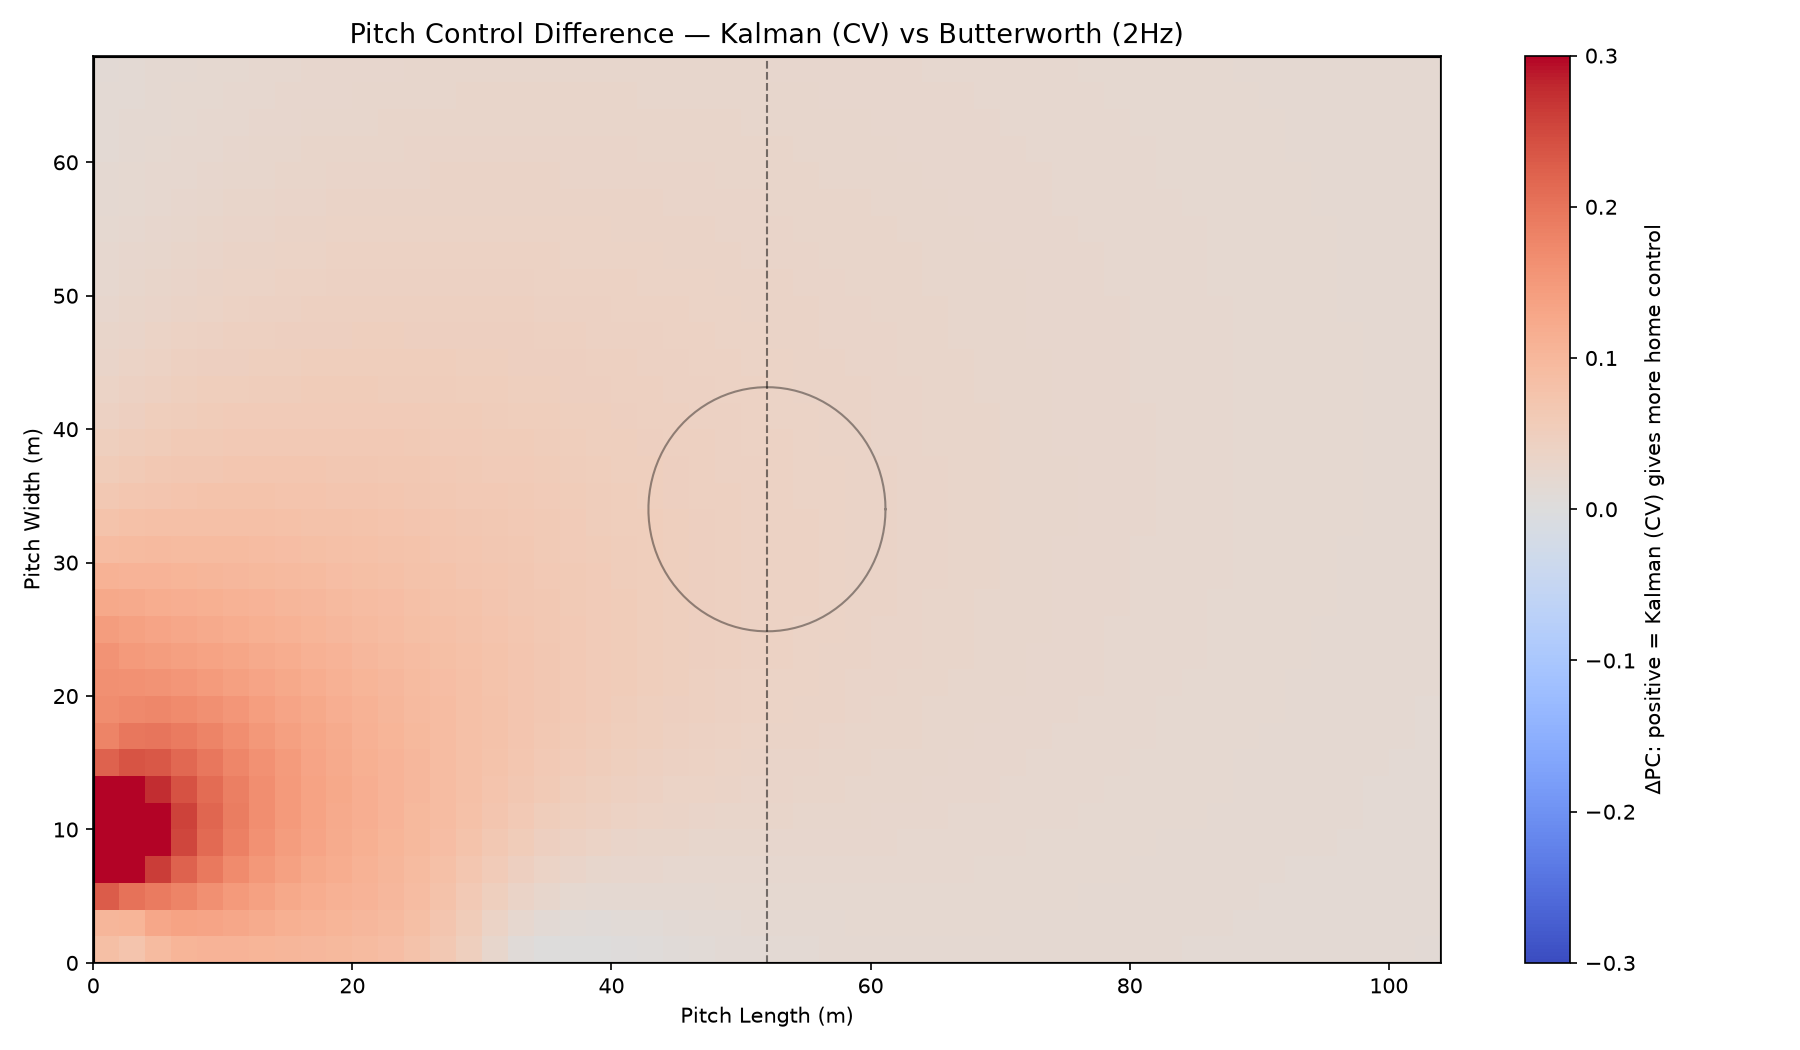 Pitch Control Difference — Kalman (CV) vs Butterworth (2Hz)
60
50
40
30
20
10
0
Pitch Width (m)
0 20 40 60 80 100
Pitch Length (m)
0.3
0.2
0.1
0.0
−0.1
−0.2
−0.3
ΔPC: positive = Kalman (CV) gives more home control